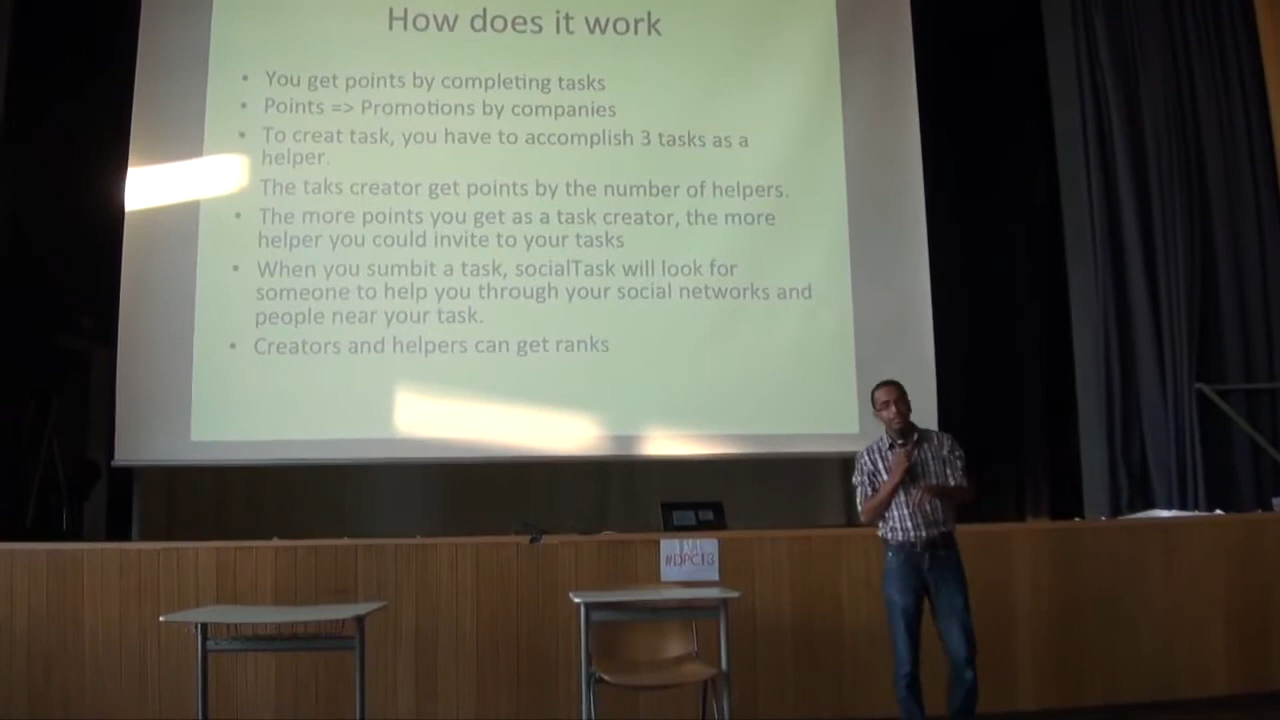 How does it work
• You get points by completing tasks
• Points => Promotions by companies
• To creat task, you have to accomplish 3 tasks as a
helper.
The taks creator get points by the number of helpers.
• The more points you get as a task creator, the more
helper you could invite to your tasks
• When you sumbit a task, socialTask will look for
someone to help you through your social networks and
people near your task.
• Creators and helpers can get ranks
#DPC13